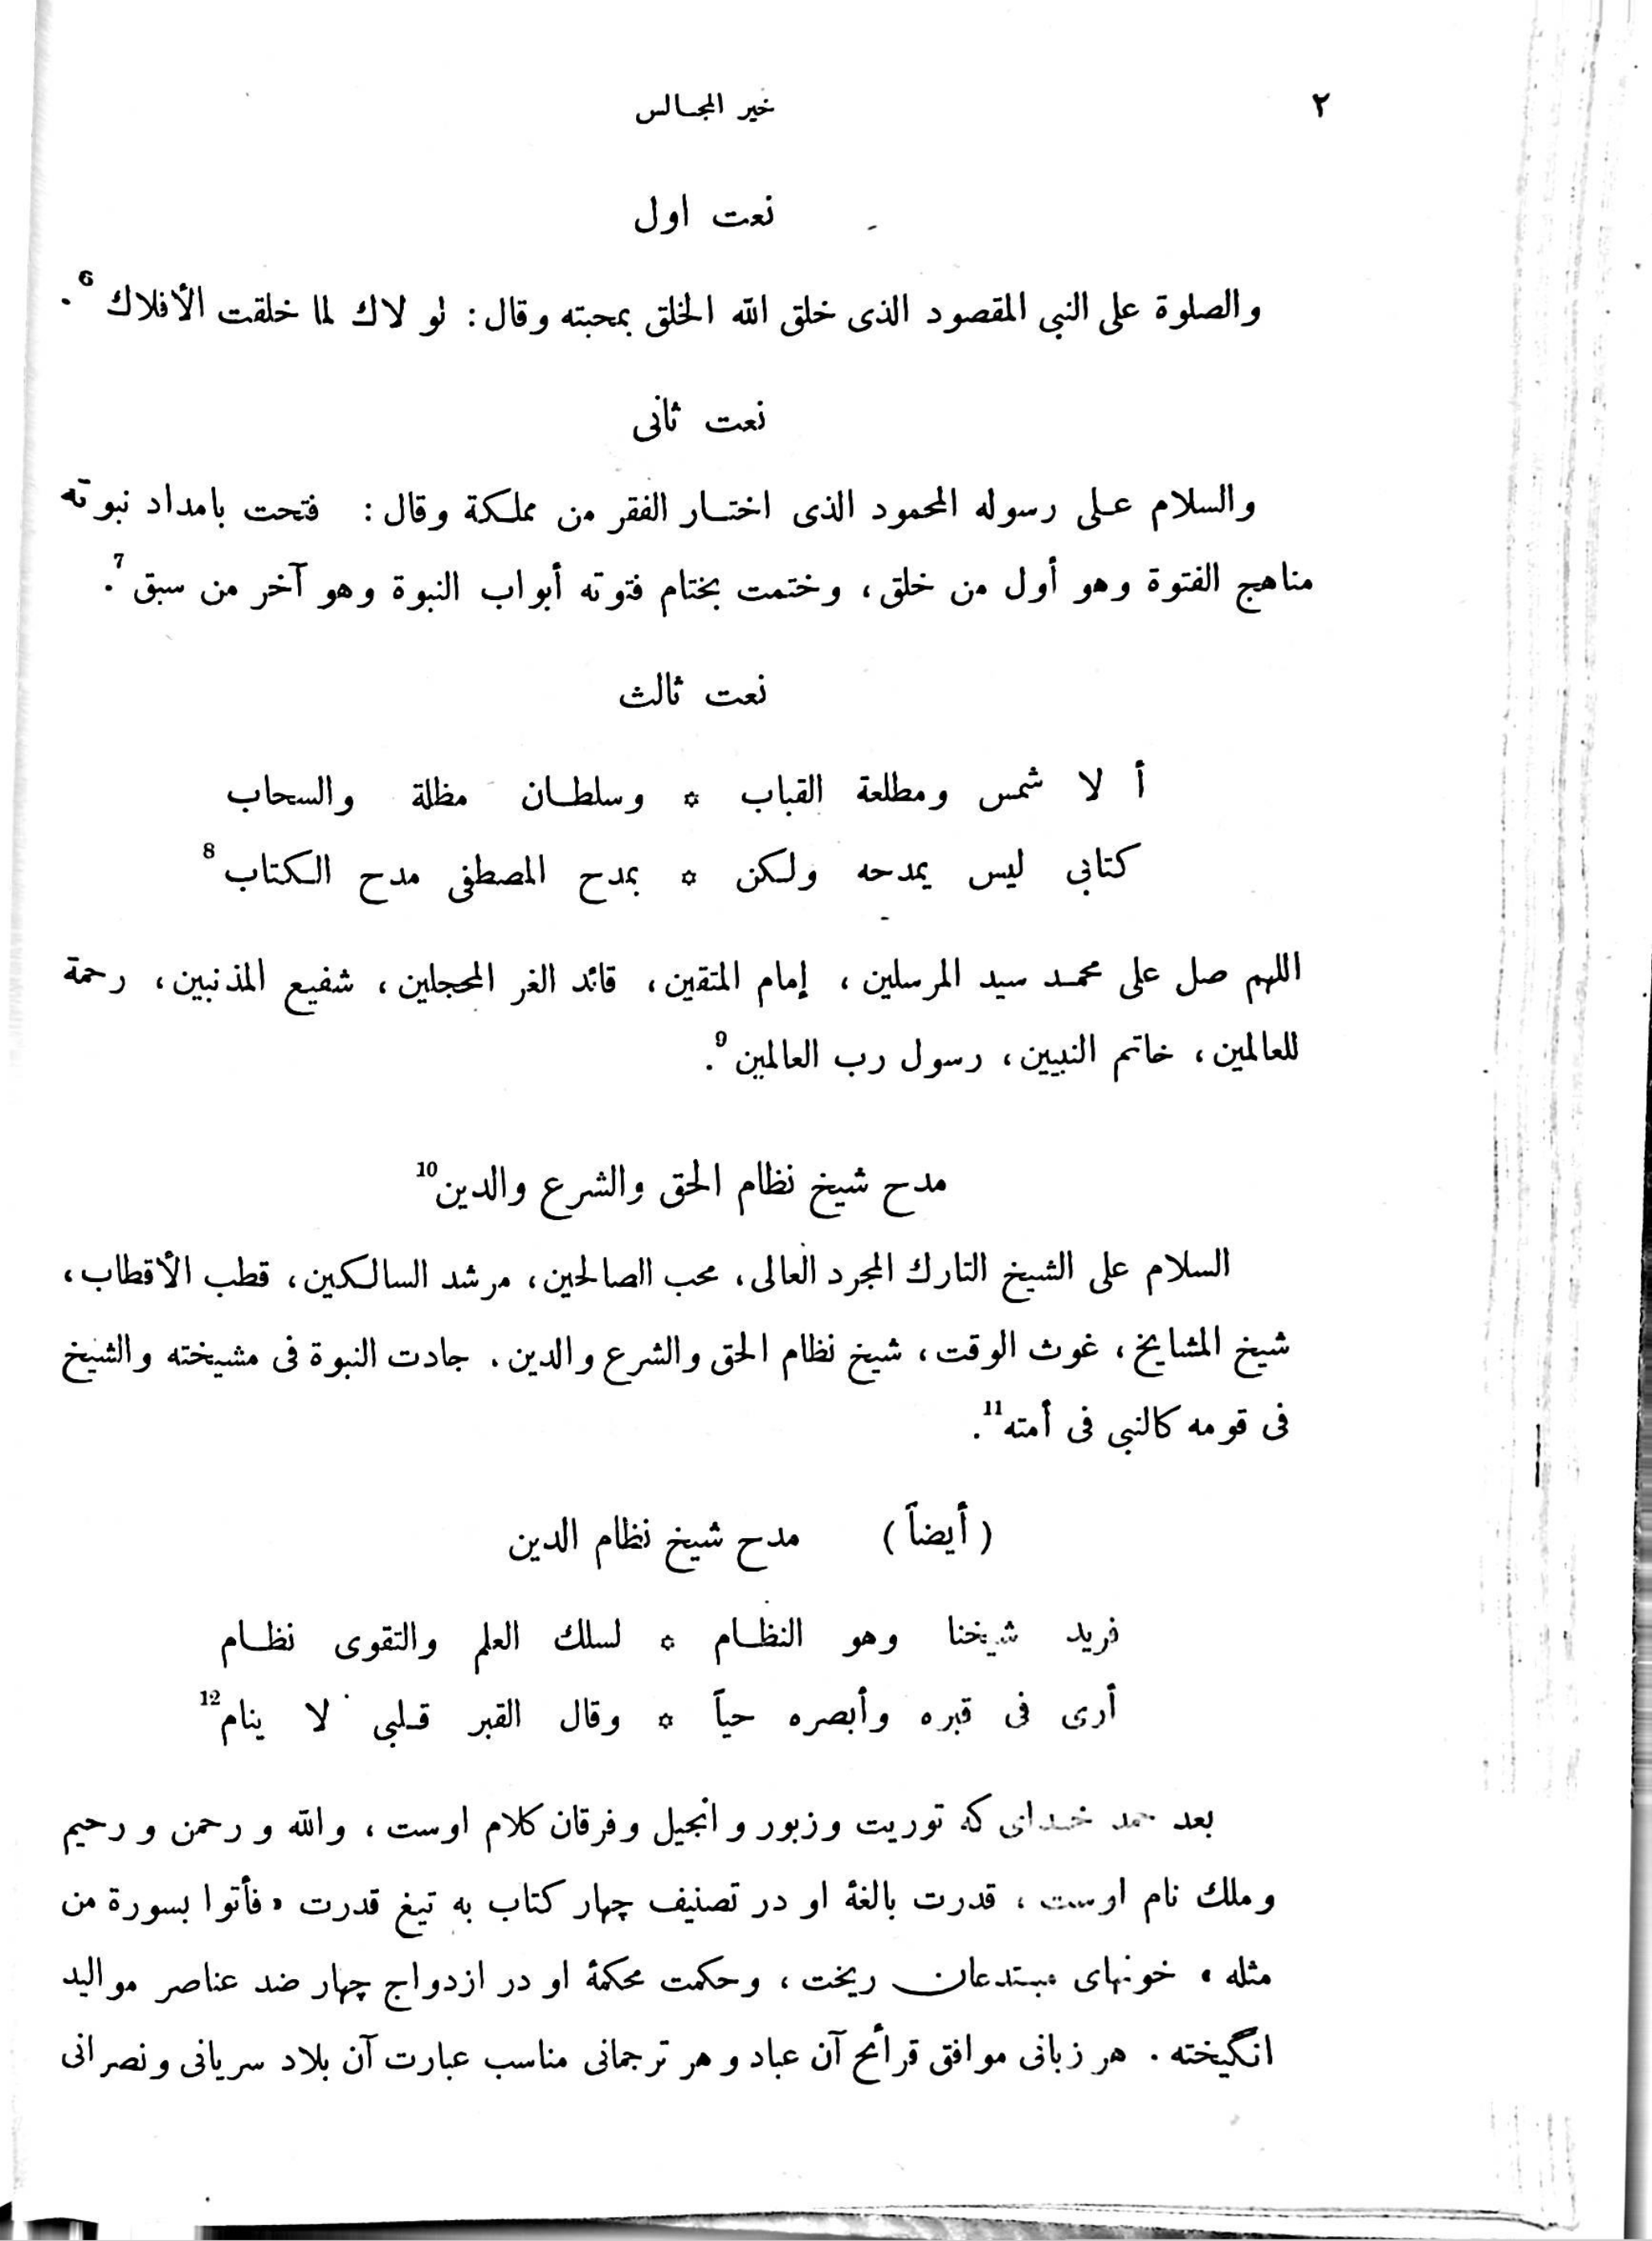 ٢
خير المجالس
نعت اول
والصلوة على النبى المقصود الذى خلق الله الخلق بمحبته وقال: لو لاك لما خلقت الأفلاك 6.
نعت ثانى
والسلام على رسوله المحمود الذى اختار الفقر من مملكة وقال: فتحت بامداد نبوته
مناهج الفتوة وهو أول من خلق، وختمت بختام فتوته أبواب النبوة وهو آخر من سبق 7.
نعت ثالث
أ لا شمس ومطلعة القباب * وسلطان مظلة والسحاب
كتابى ليس يمدحه ولكن * بمدح المصطفى مدح الكتاب 8
اللهم صل على محمد سيد المرسلين، إمام المتقين، قائد الغر المحجلين، شفيع المذنبين، رحمة
للعالمين، خاتم النبيين، رسول رب العالمين 9.
مدح شيخ نظام الحق والشرع والدين 10
السلام على الشيخ التارك المجرد العالى، محب الصالحين، مرشد السالكين، قطب الأقطاب،
شيخ المشايخ، غوث الوقت، شيخ نظام الحق والشرع والدين. جادت النبوة فى مشيخته والشيخ
فى قومه كالنبى فى أمته 11.
(أيضاً) مدح شيخ نظام الدين
فريد شيخنا وهو النظام * لسلك العلم والتقوى نظام
أرى فى قبره وأبصره حياً * وقال القبر قلبى لا ينام 12
بعد حمد خدائى كه توريت و زبور و انجيل و فرقان كلام اوست، والله و رحمن و رحيم
و ملك نام اوست، قدرت بالغۀ او در تصنيف چهار كتاب به تيغ قدرت «فأتوا بسورة من
مثله» خونهاى مبتدعان ريخت، و حكمت محكمۀ او در ازدواج چهار ضد عناصر مواليد
انگيخته. هر زبانى موافق قرائح آن عباد و هر ترجمانى مناسب عبارت آن بلاد سريانى و نصرانى